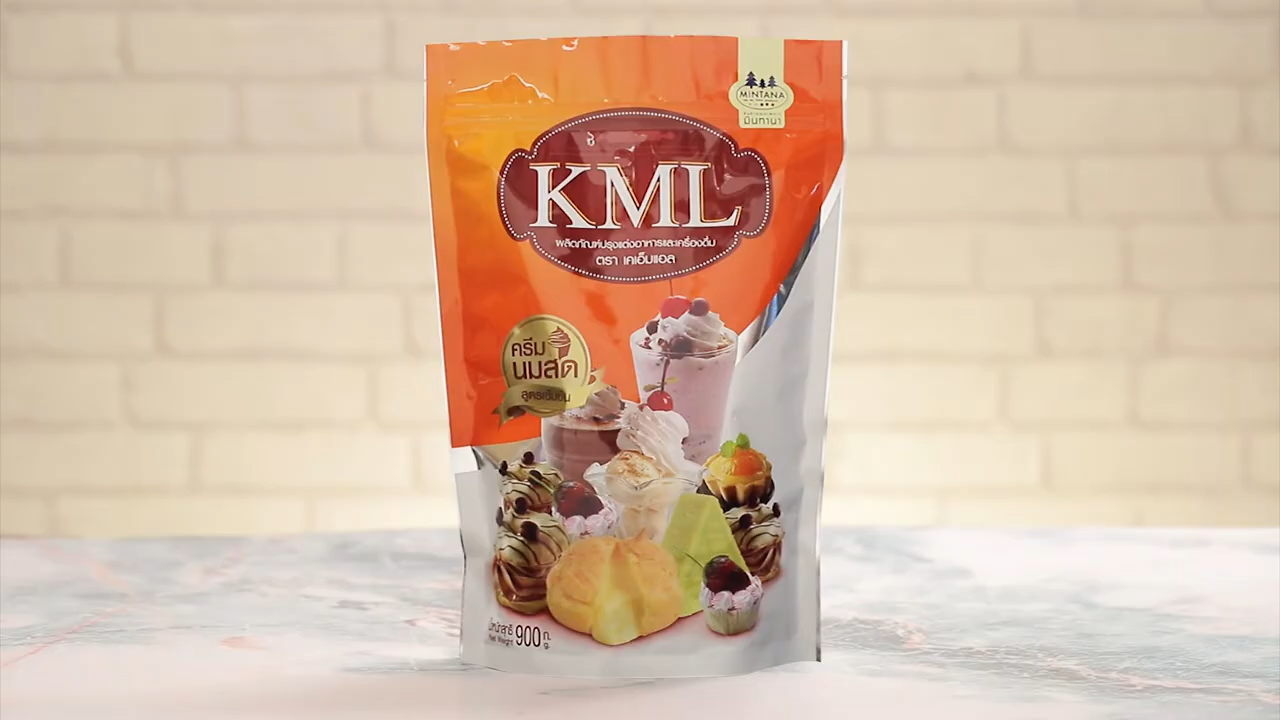 MINTANA
มินทานา
KML
ผลิตภัณฑ์ปรุงแต่งอาหารและเครื่องดื่ม
ตรา เคเอ็มแอล
ครีม
นมสด
สูตรเข้มข้น
น้ำหนักสุทธิ 900 ก.
Net Weight g.